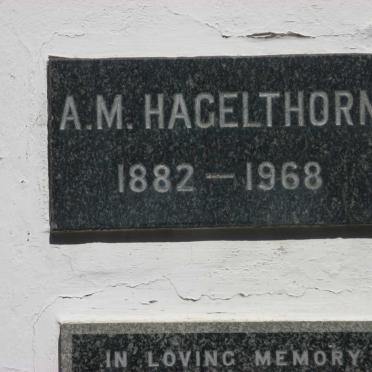 A.M. HAGELTHORN
1882 – 1968
IN LOVING MEMORY